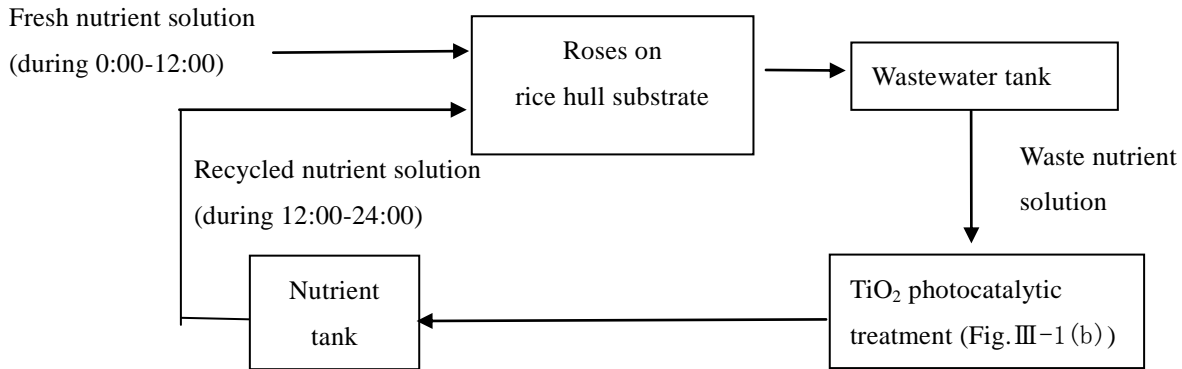 Fresh nutrient solution
(during 0:00-12:00)
Roses on
rice hull substrate
Wastewater tank
Recycled nutrient solution
(during 12:00-24:00)
Waste nutrient
solution
Nutrient
tank
TiO₂ photocatalytic
treatment (Fig.Ⅲ-1(b))